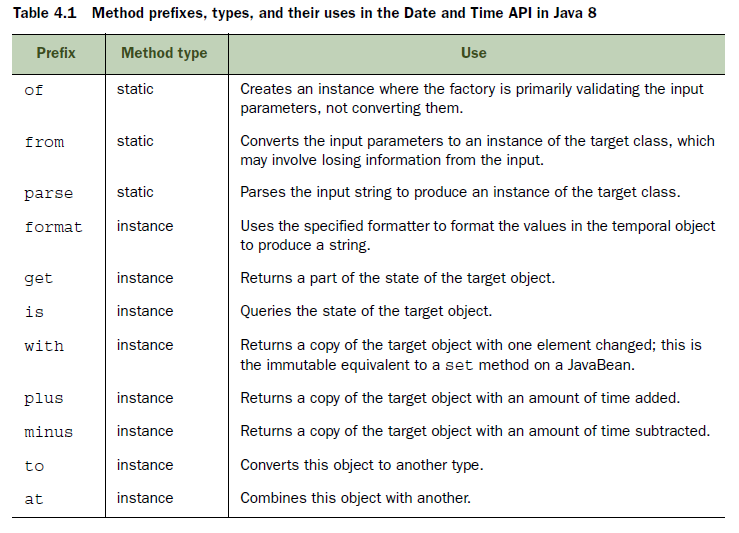 Table 4.1 Method prefixes, types, and their uses in the Date and Time API in Java 8
Prefix Method type Use
of static Creates an instance where the factory is primarily validating the input
parameters, not converting them.
from static Converts the input parameters to an instance of the target class, which
may involve losing information from the input.
parse static Parses the input string to produce an instance of the target class.
format instance Uses the specified formatter to format the values in the temporal object
to produce a string.
get instance Returns a part of the state of the target object.
is instance Queries the state of the target object.
with instance Returns a copy of the target object with one element changed; this is
the immutable equivalent to a set method on a JavaBean.
plus instance Returns a copy of the target object with an amount of time added.
minus instance Returns a copy of the target object with an amount of time subtracted.
to instance Converts this object to another type.
at instance Combines this object with another.